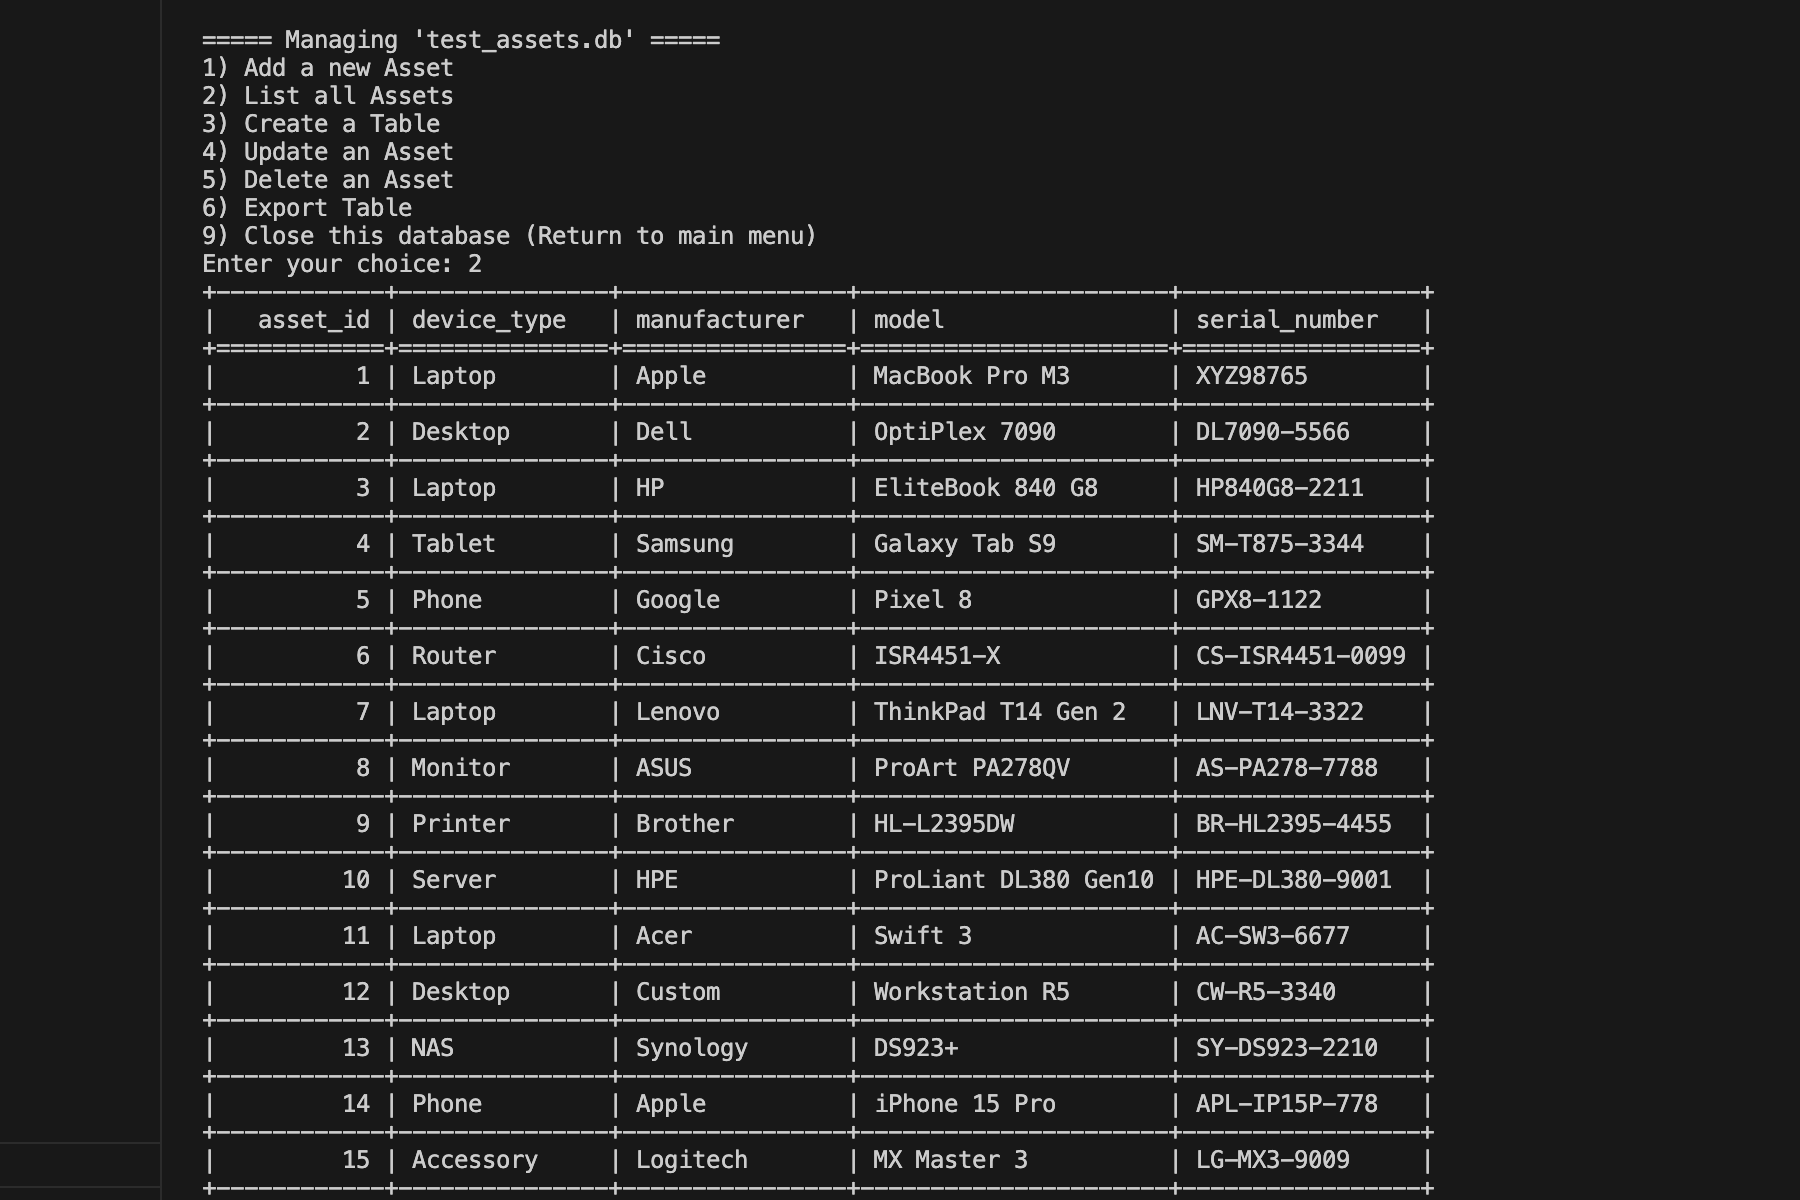 ===== Managing 'test_assets.db' =====
1) Add a new Asset
2) List all Assets
3) Create a Table
4) Update an Asset
5) Delete an Asset
6) Export Table
9) Close this database (Return to main menu)
Enter your choice: 2
+------------+---------------+----------------+----------------------+-----------------+
|   asset_id | device_type   | manufacturer   | model                | serial_number   |
+============+===============+================+======================+=================+
|          1 | Laptop        | Apple          | MacBook Pro M3       | XYZ98765        |
+------------+---------------+----------------+----------------------+-----------------+
|          2 | Desktop       | Dell           | OptiPlex 7090        | DL7090-5566     |
+------------+---------------+----------------+----------------------+-----------------+
|          3 | Laptop        | HP             | EliteBook 840 G8     | HP840G8-2211    |
+------------+---------------+----------------+----------------------+-----------------+
|          4 | Tablet        | Samsung        | Galaxy Tab S9        | SM-T875-3344    |
+------------+---------------+----------------+----------------------+-----------------+
|          5 | Phone         | Google         | Pixel 8              | GPX8-1122       |
+------------+---------------+----------------+----------------------+-----------------+
|          6 | Router        | Cisco          | ISR4451-X            | CS-ISR4451-0099 |
+------------+---------------+----------------+----------------------+-----------------+
|          7 | Laptop        | Lenovo         | ThinkPad T14 Gen 2   | LNV-T14-3322    |
+------------+---------------+----------------+----------------------+-----------------+
|          8 | Monitor       | ASUS           | ProArt PA278QV       | AS-PA278-7788   |
+------------+---------------+----------------+----------------------+-----------------+
|          9 | Printer       | Brother        | HL-L2395DW           | BR-HL2395-4455  |
+------------+---------------+----------------+----------------------+-----------------+
|         10 | Server        | HPE            | ProLiant DL380 Gen10 | HPE-DL380-9001  |
+------------+---------------+----------------+----------------------+-----------------+
|         11 | Laptop        | Acer           | Swift 3              | AC-SW3-6677     |
+------------+---------------+----------------+----------------------+-----------------+
|         12 | Desktop       | Custom         | Workstation R5       | CW-R5-3340      |
+------------+---------------+----------------+----------------------+-----------------+
|         13 | NAS           | Synology       | DS923+               | SY-DS923-2210   |
+------------+---------------+----------------+----------------------+-----------------+
|         14 | Phone         | Apple          | iPhone 15 Pro        | APL-IP15P-778   |
+------------+---------------+----------------+----------------------+-----------------+
|         15 | Accessory     | Logitech       | MX Master 3          | LG-MX3-9009     |
+------------+---------------+----------------+----------------------+-----------------+